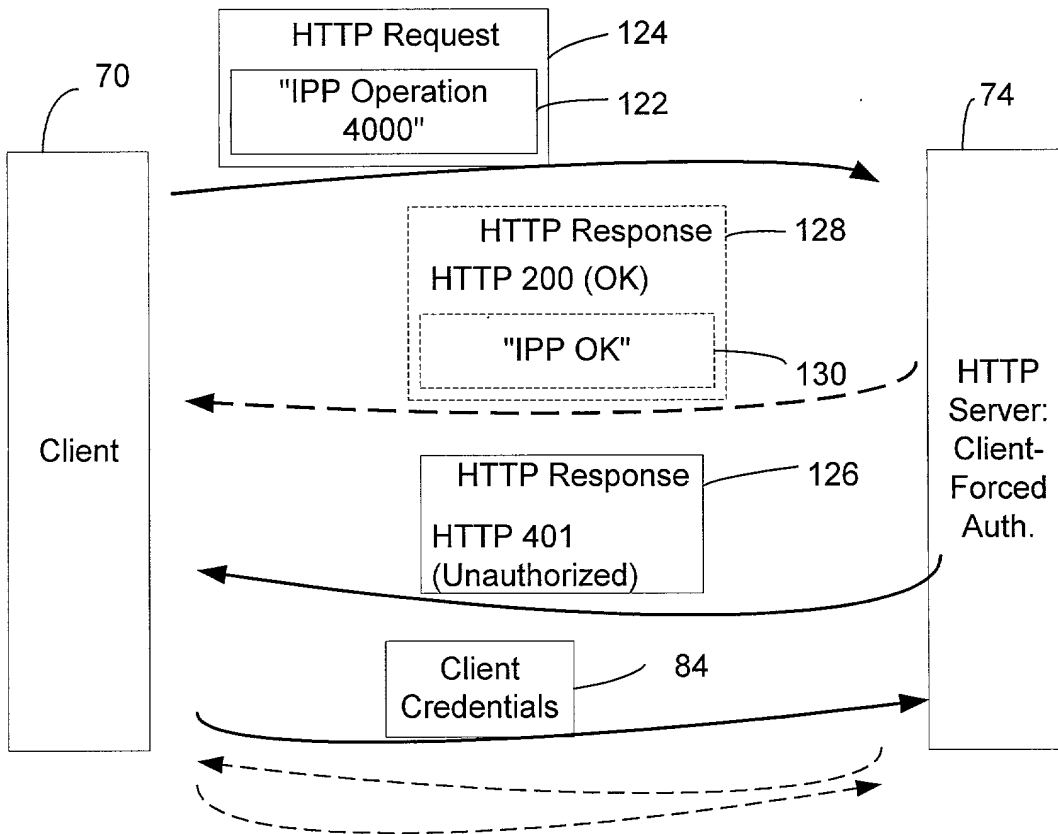 HTTP Request
124
70
"IPP Operation
4000"
122
74
HTTP Response
128
HTTP 200 (OK)
"IPP OK"
130
HTTP
Server:
Client-
Forced
Auth.
Client
HTTP Response
126
HTTP 401
(Unauthorized)
Client
Credentials
84